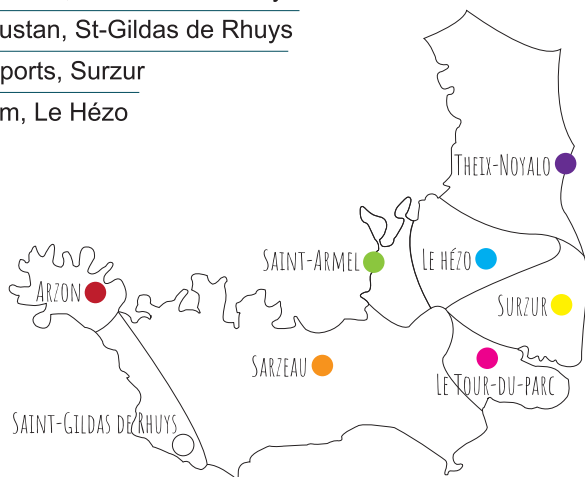 ustan, St-Gildas de Rhuys
ports, Surzur
m, Le Hézo
Theix-Noyalo
Saint-Armel
Le Hézo
Arzon
Surzur
Sarzeau
Le Tour-du-parc
Saint-Gildas de Rhuys